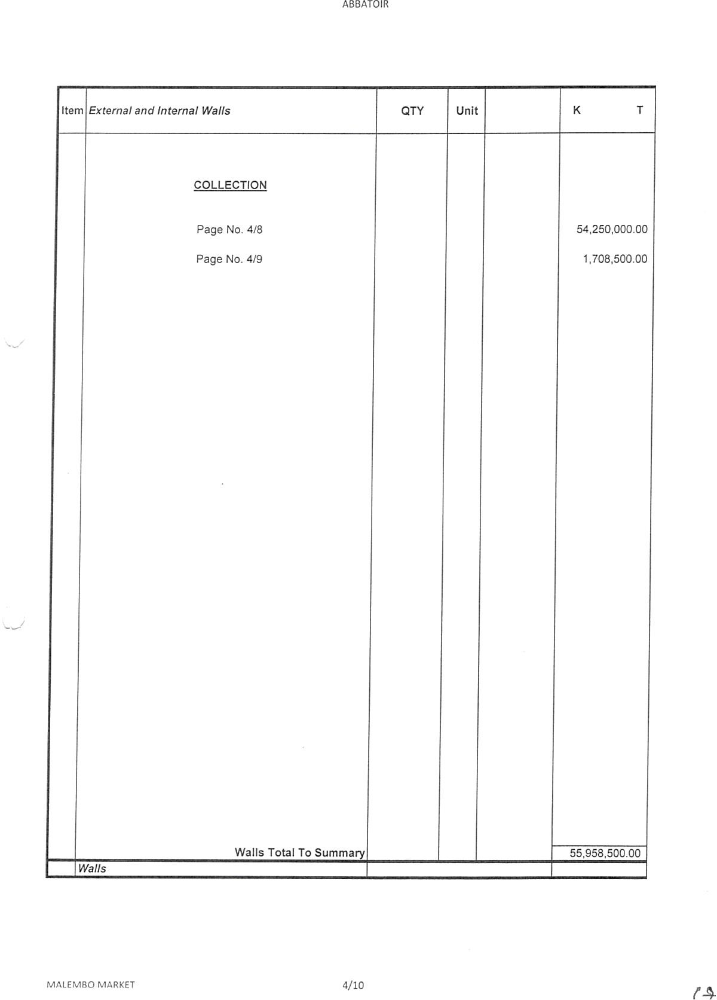 ABBATOIR
Item External and Internal Walls QTY Unit K T
COLLECTION
Page No. 4/8 54,250,000.00
Page No. 4/9 1,708,500.00
Walls Total To Summary 55,958,500.00
Walls
MALEMBO MARKET 4/10